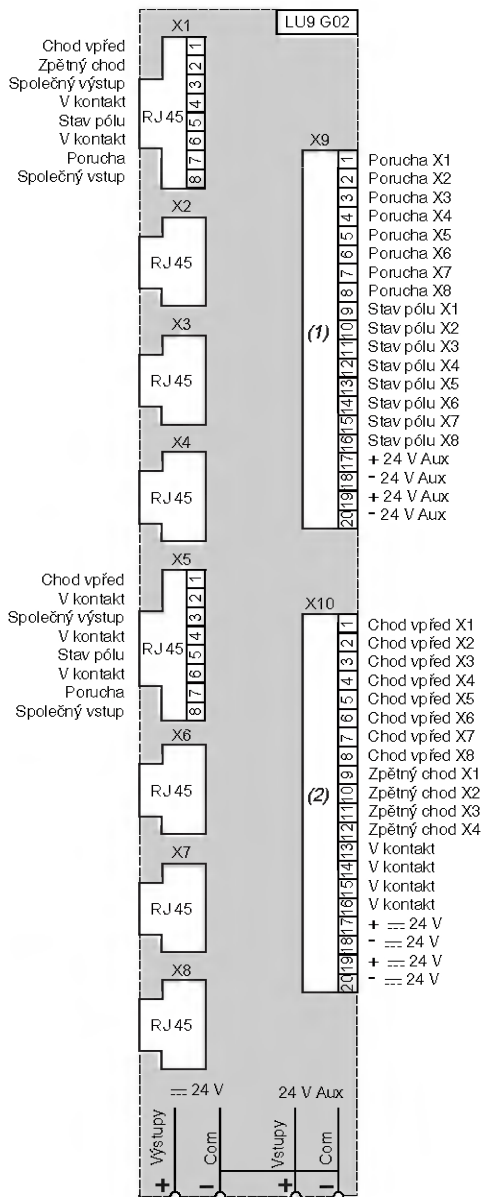 LU9 G02
X1
Chod vpřed 1
Zpětný chod 2
Společný výstup 3
V kontakt 4
Stav pólu 5
V kontakt 6
Porucha 7
Společný vstup 8
RJ 45
X2
RJ 45
X3
RJ 45
X4
RJ 45
X5
Chod vpřed 1
V kontakt 2
Společný výstup 3
V kontakt 4
Stav pólu 5
V kontakt 6
Porucha 7
Společný vstup 8
RJ 45
X6
RJ 45
X7
RJ 45
X8
RJ 45
X9
(1)
1 Porucha X1
2 Porucha X2
3 Porucha X3
4 Porucha X4
5 Porucha X5
6 Porucha X6
7 Porucha X7
8 Porucha X8
9 Stav pólu X1
10 Stav pólu X2
11 Stav pólu X3
12 Stav pólu X4
13 Stav pólu X5
14 Stav pólu X6
15 Stav pólu X7
16 Stav pólu X8
17 + 24 V Aux
18 - 24 V Aux
19 + 24 V Aux
20 - 24 V Aux
X10
(2)
1 Chod vpřed X1
2 Chod vpřed X2
3 Chod vpřed X3
4 Chod vpřed X4
5 Chod vpřed X5
6 Chod vpřed X6
7 Chod vpřed X7
8 Chod vpřed X8
9 Zpětný chod X1
10 Zpětný chod X2
11 Zpětný chod X3
12 Zpětný chod X4
13 V kontakt
14 V kontakt
15 V kontakt
16 V kontakt
17 + ⎓ 24 V
18 - ⎓ 24 V
19 + ⎓ 24 V
20 - ⎓ 24 V
⎓ 24 V
24 V Aux
Výstupy
Com
Vstupy
Com
+ − + −